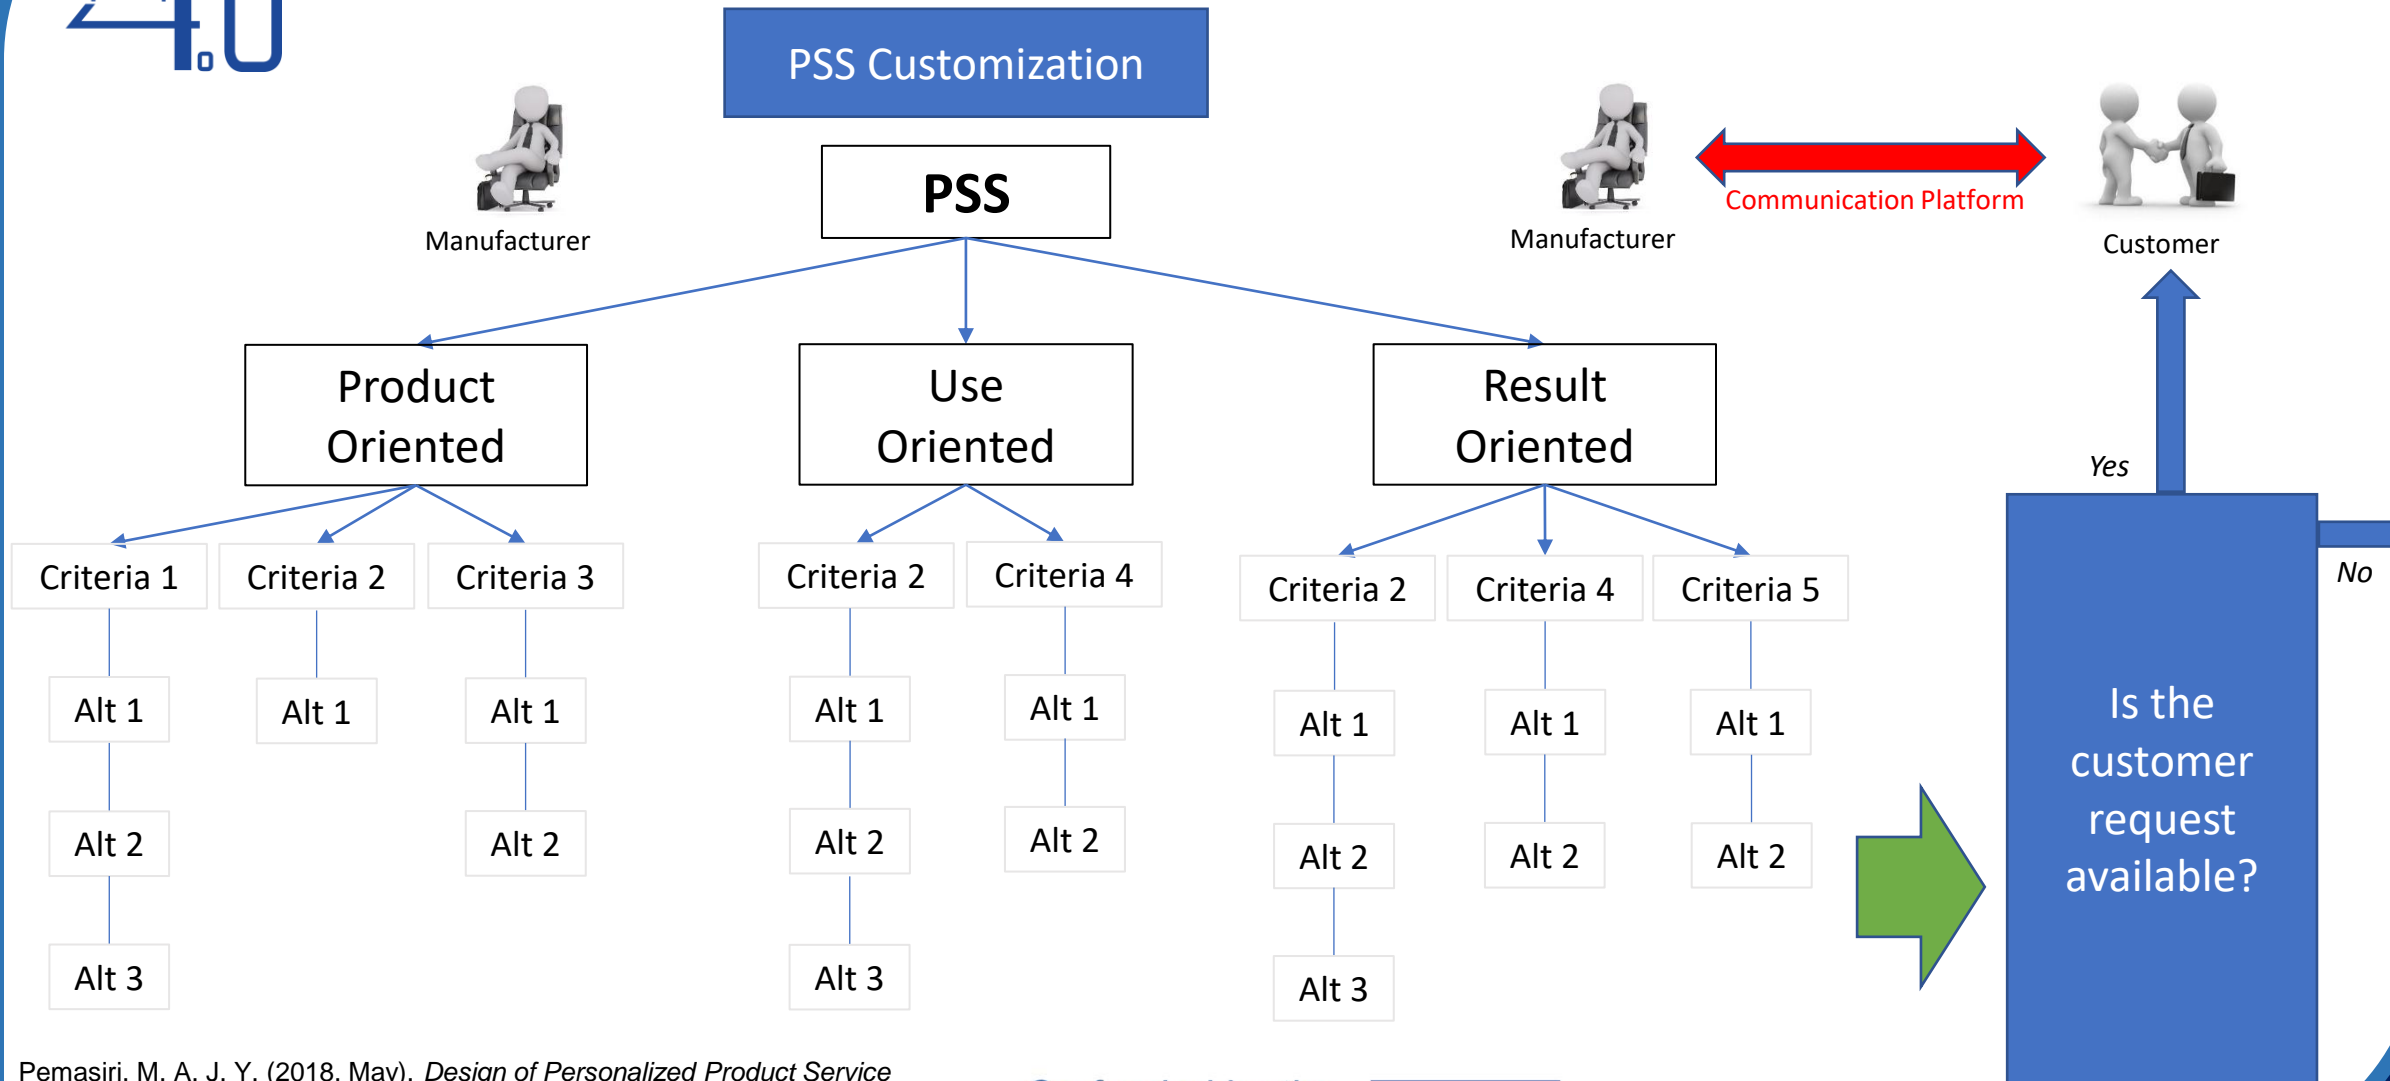 4.0
PSS Customization
PSS
Manufacturer
Manufacturer
Communication Platform
Customer
Product
Oriented
Use
Oriented
Result
Oriented
Yes
No
Criteria 1
Criteria 2
Criteria 3
Criteria 2
Criteria 4
Criteria 2
Criteria 4
Criteria 5
Alt 1
Alt 1
Alt 1
Alt 1
Alt 1
Alt 1
Alt 1
Alt 1
Alt 2
Alt 2
Alt 2
Alt 2
Alt 2
Alt 2
Alt 2
Alt 3
Alt 3
Alt 3
Is the
customer
request
available?
Pemasiri, M. A. J. Y. (2018, May). Design of Personalized Product Service